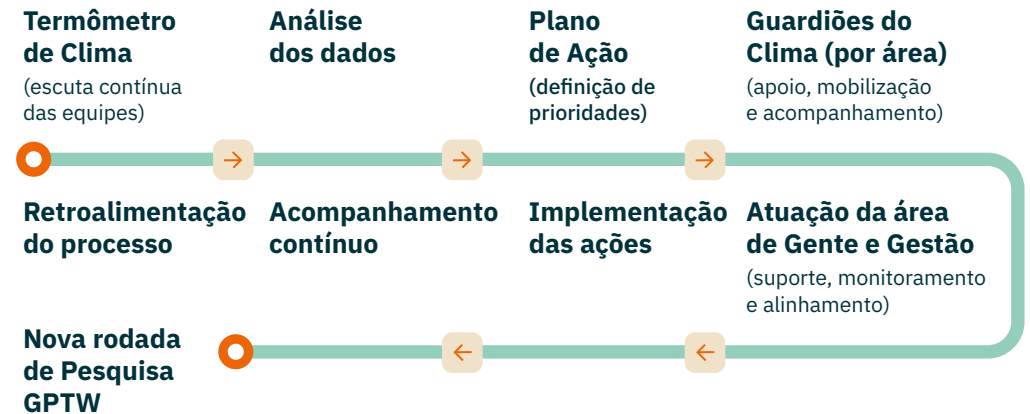 Termômetro
de Clima
(escuta contínua
das equipes)
Análise
dos dados
Plano
de Ação
(definição de
prioridades)
Guardiões do
Clima (por área)
(apoio, mobilização
e acompanhamento)
Atuação da área
de Gente e Gestão
(suporte, monitoramento
e alinhamento)
Implementação
das ações
Acompanhamento
contínuo
Retroalimentação
do processo
Nova rodada
de Pesquisa
GPTW